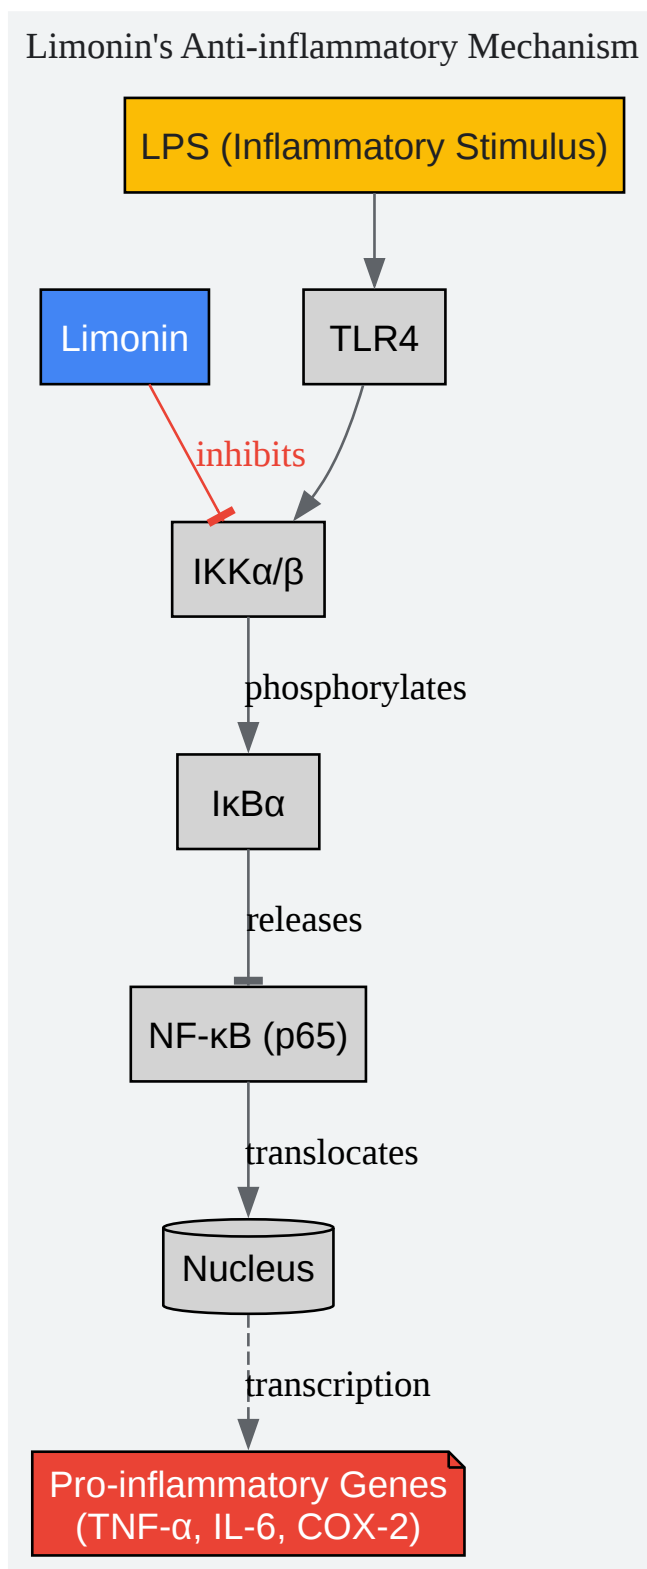 Limonin's Anti-inflammatory Mechanism
LPS (Inflammatory Stimulus)
Limonin
TLR4
inhibits
IKKα/β
phosphorylates
IκBα
releases
NF-κB (p65)
translocates
Nucleus
transcription
Pro-inflammatory Genes
(TNF-α, IL-6, COX-2)